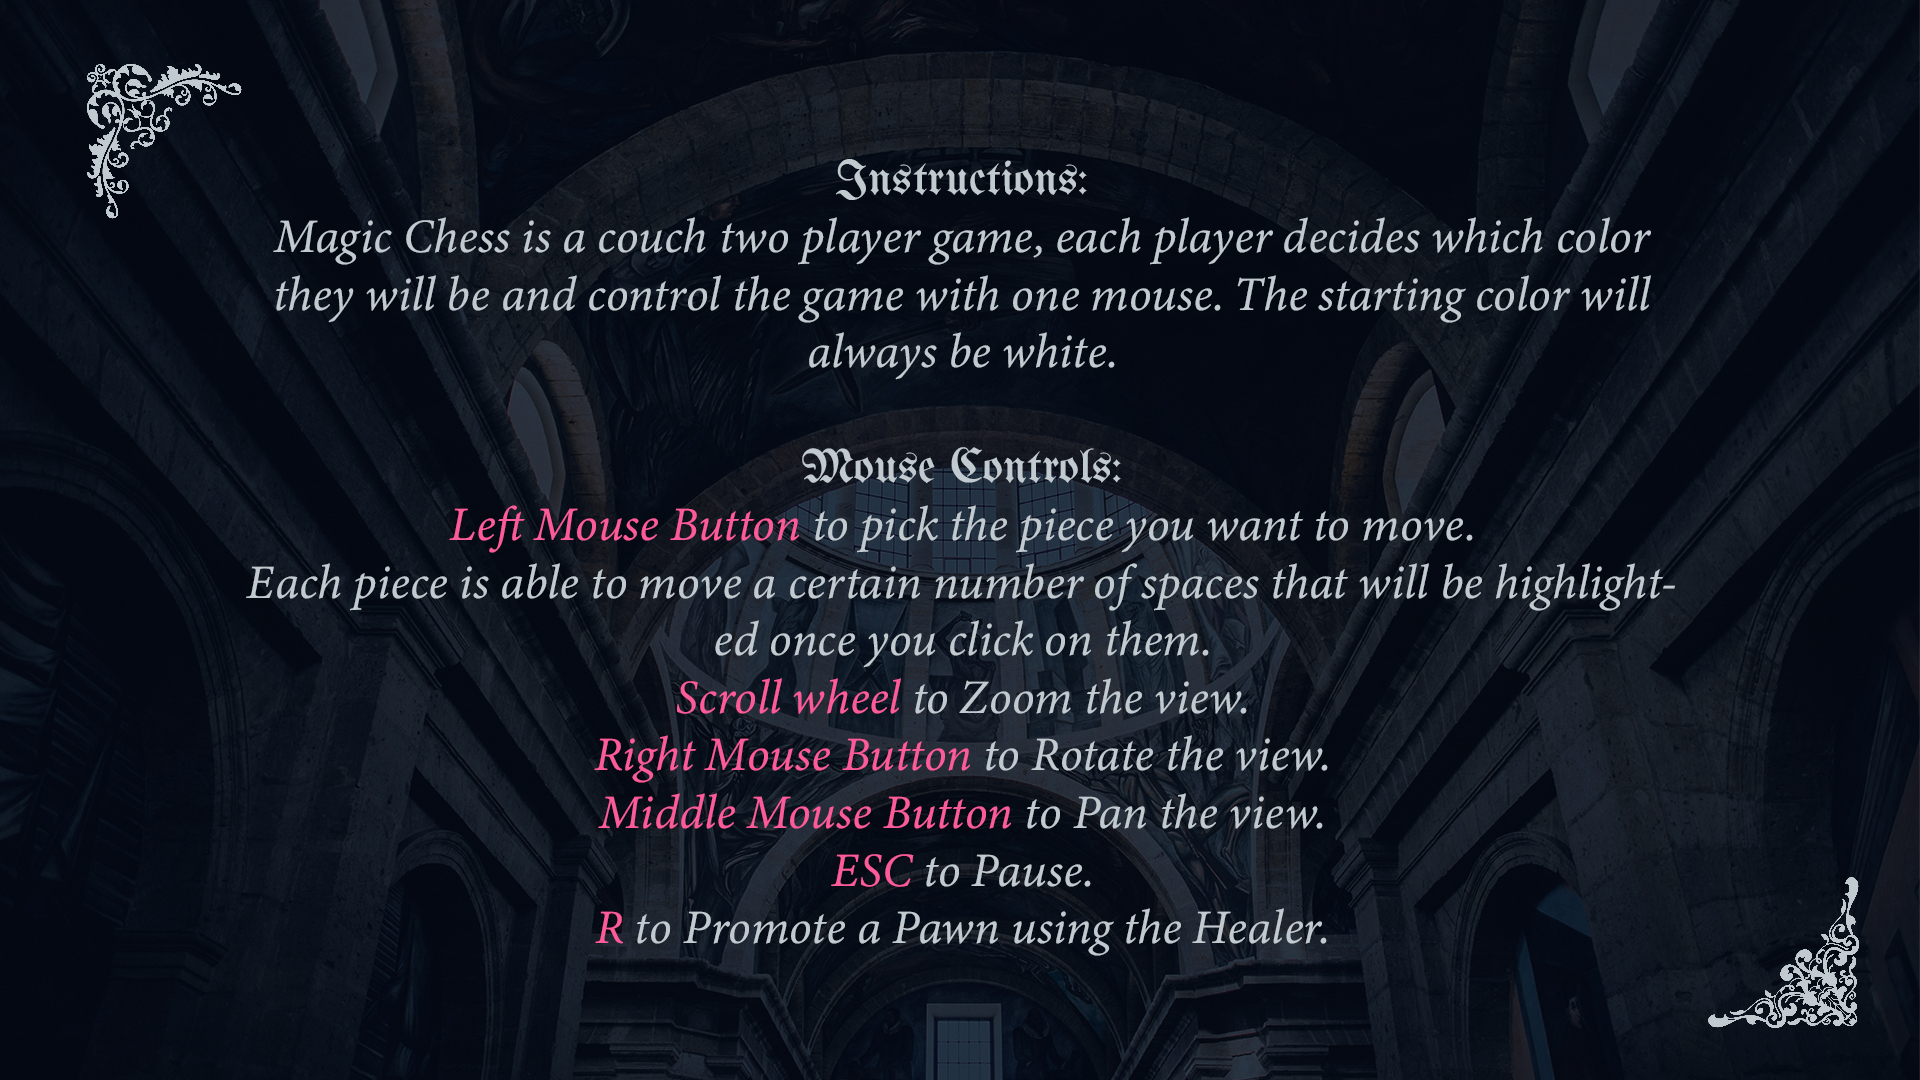 Instructions:
Magic Chess is a couch two player game, each player decides which color
they will be and control the game with one mouse. The starting color will
always be white.
Mouse Controls:
Left Mouse Button to pick the piece you want to move.
Each piece is able to move a certain number of spaces that will be highlight-
ed once you click on them.
Scroll wheel to Zoom the view.
Right Mouse Button to Rotate the view.
Middle Mouse Button to Pan the view.
ESC to Pause.
R to Promote a Pawn using the Healer.